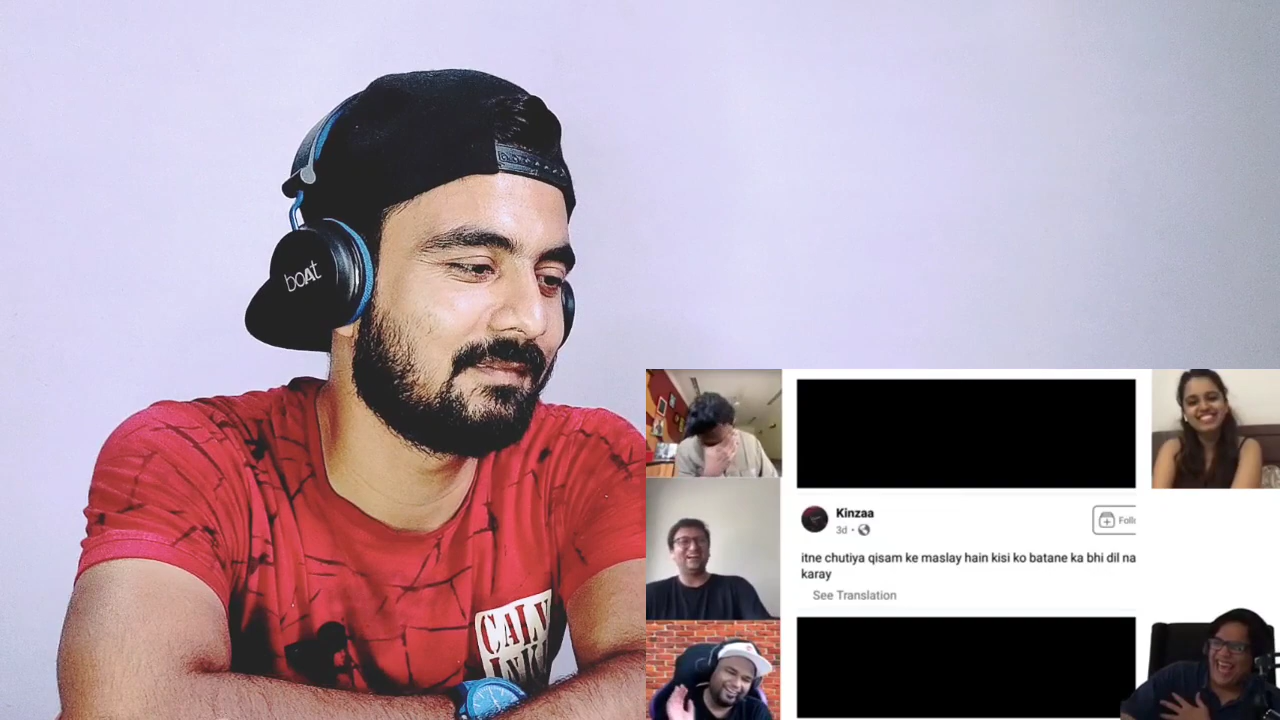 boAt
CALV
Kinzaa
3d
Follo
itne chutiya qisam ke maslay hain kisi ko batane ka bhi dil na
karay
See Translation